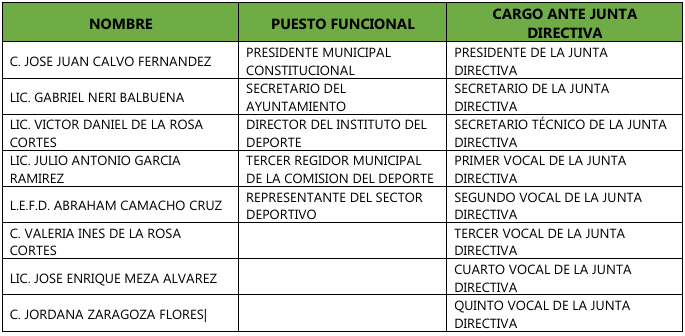 NOMBRE
PUESTO FUNCIONAL
CARGO ANTE JUNTA
DIRECTIVA
C. JOSE JUAN CALVO FERNANDEZ
PRESIDENTE MUNICIPAL
CONSTITUCIONAL
PRESIDENTE DE LA JUNTA
DIRECTIVA
LIC. GABRIEL NERI BALBUENA
SECRETARIO DEL
AYUNTAMIENTO
SECRETARIO DE LA JUNTA
DIRECTIVA
LIC. VICTOR DANIEL DE LA ROSA
CORTES
DIRECTOR DEL INSTITUTO DEL
DEPORTE
SECRETARIO TÉCNICO DE LA JUNTA
DIRECTIVA
LIC. JULIO ANTONIO GARCIA
RAMIREZ
TERCER REGIDOR MUNICIPAL
DE LA COMISION DEL DEPORTE
PRIMER VOCAL DE LA JUNTA
DIRECTIVA
L.E.F.D. ABRAHAM CAMACHO CRUZ
REPRESENTANTE DEL SECTOR
DEPORTIVO
SEGUNDO VOCAL DE LA JUNTA
DIRECTIVA
C. VALERIA INES DE LA ROSA
CORTES
TERCER VOCAL DE LA JUNTA
DIRECTIVA
LIC. JOSE ENRIQUE MEZA ALVAREZ
CUARTO VOCAL DE LA JUNTA
DIRECTIVA
C. JORDANA ZARAGOZA FLORES
QUINTO VOCAL DE LA JUNTA
DIRECTIVA